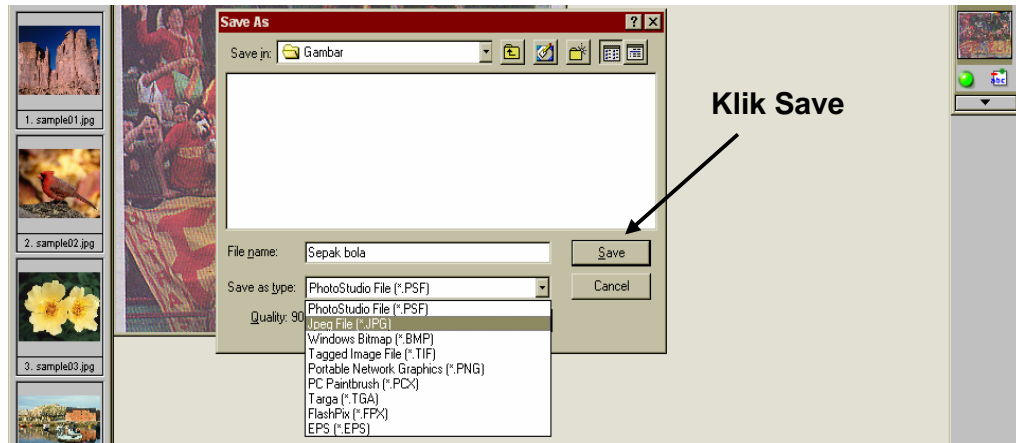 Save As
Save in: Gambar
1. sample01.jpg
2. sample02.jpg
3. sample03.jpg
File name: Sepak bola
Save
Save as type: PhotoStudio File (*.PSF)
Cancel
Quality: 90
PhotoStudio File (*.PSF)
Jpeg File (*.JPG)
Windows Bitmap (*.BMP)
Tagged Image File (*.TIF)
Portable Network Graphics (*.PNG)
PC Paintbrush (*.PCX)
Targa (*.TGA)
FlashPix (*.FPX)
EPS (*.EPS)
Klik Save
abc